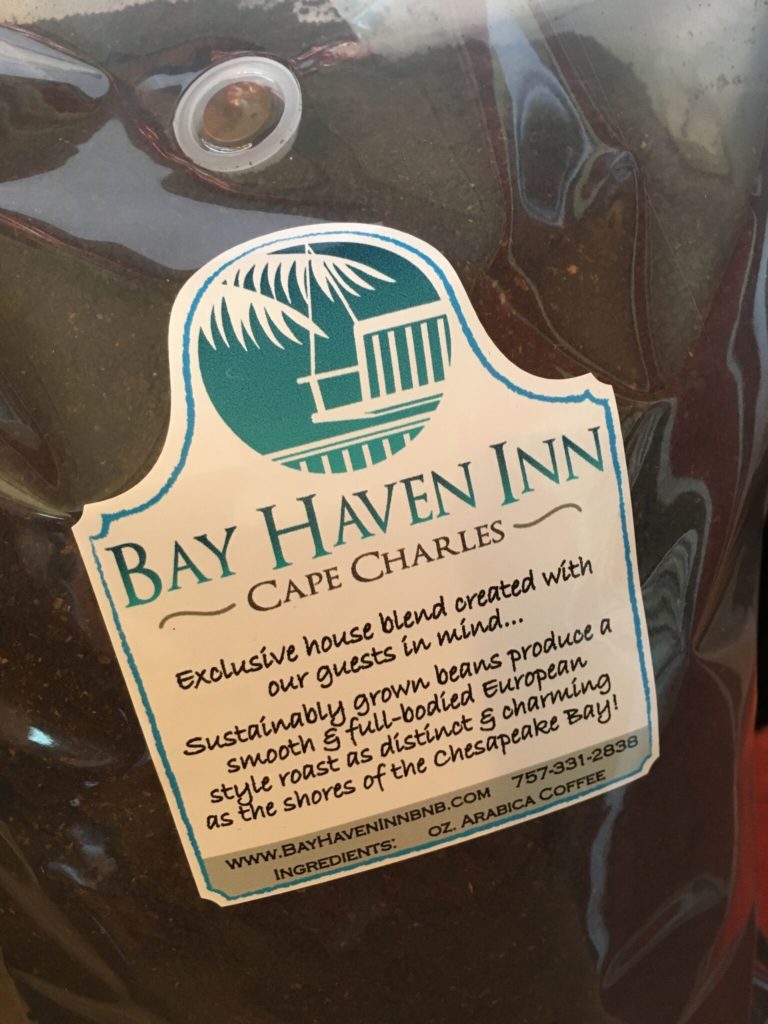 Bay Haven Inn
Cape Charles
Exclusive house blend created with
our guests in mind...
Sustainably grown beans produce a
smooth & full-bodied European
style roast as distinct & charming
as the shores of the Chesapeake Bay!
www.BayHavenInnbnb.com 757-331-2838
Ingredients: oz. Arabica Coffee